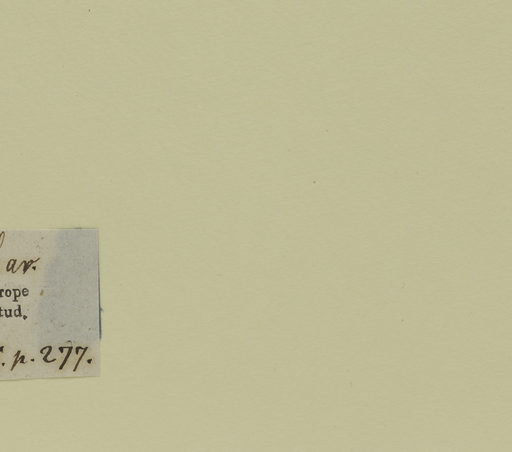 ar.
rope
tud.
p. 277.